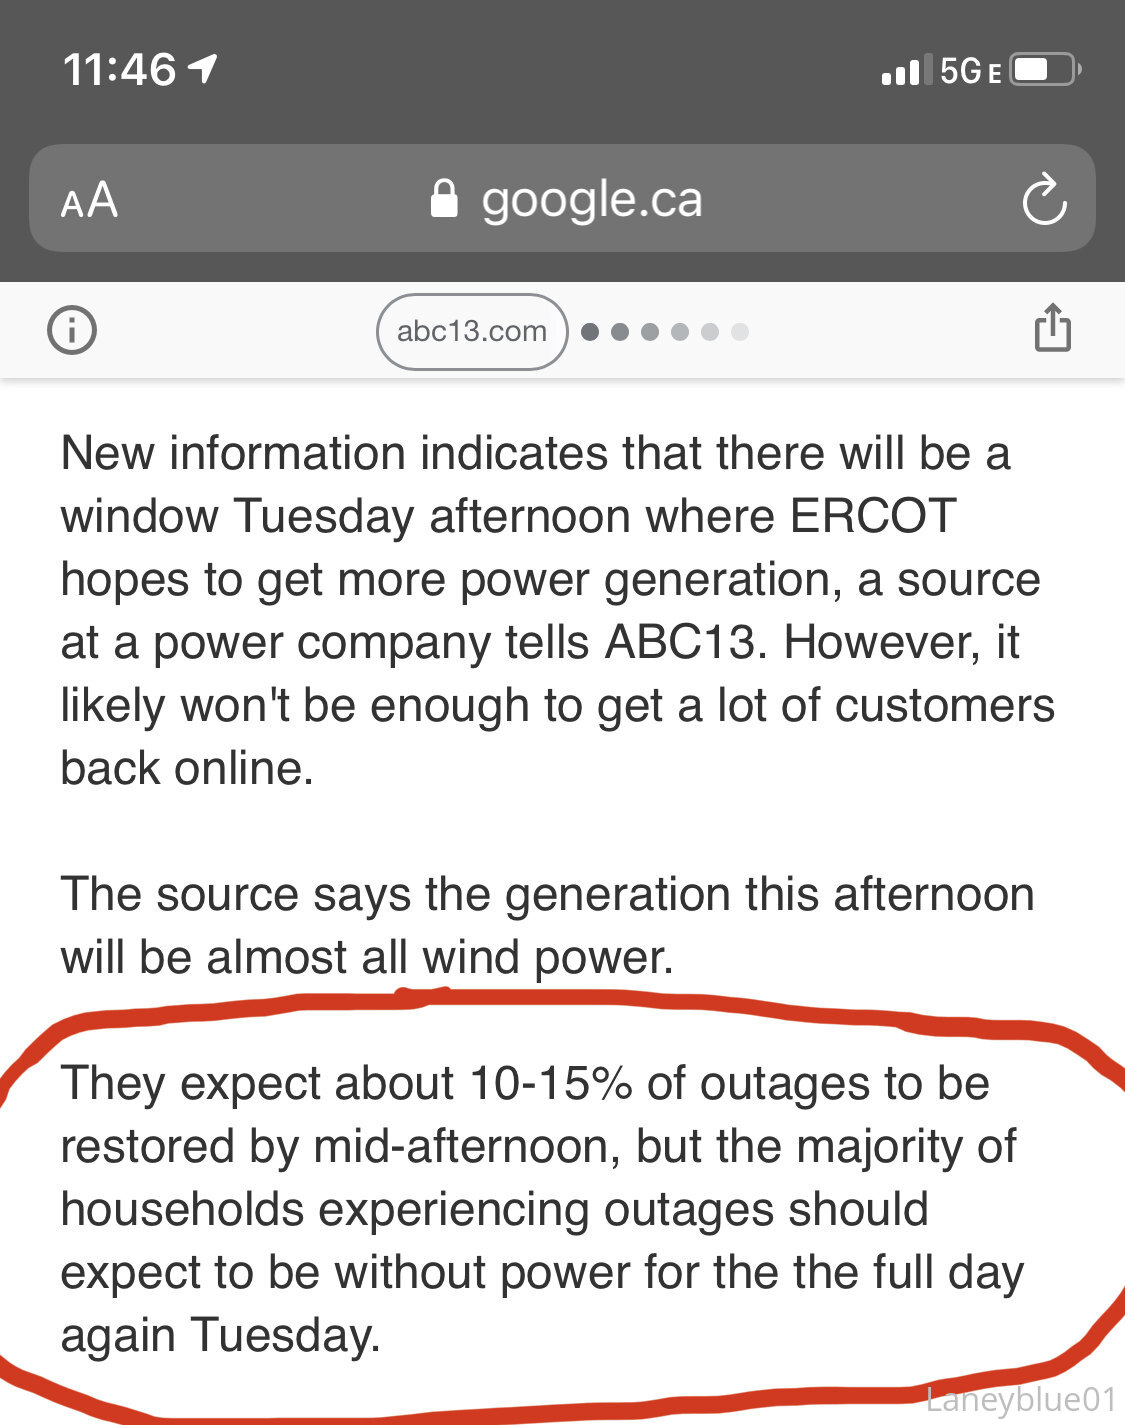 11:46 5G E
AA google.ca
abc13.com
New information indicates that there will be a
window Tuesday afternoon where ERCOT
hopes to get more power generation, a source
at a power company tells ABC13. However, it
likely won't be enough to get a lot of customers
back online.
The source says the generation this afternoon
will be almost all wind power.
They expect about 10-15% of outages to be
restored by mid-afternoon, but the majority of
households experiencing outages should
expect to be without power for the the full day
again Tuesday.
Laneyblue01